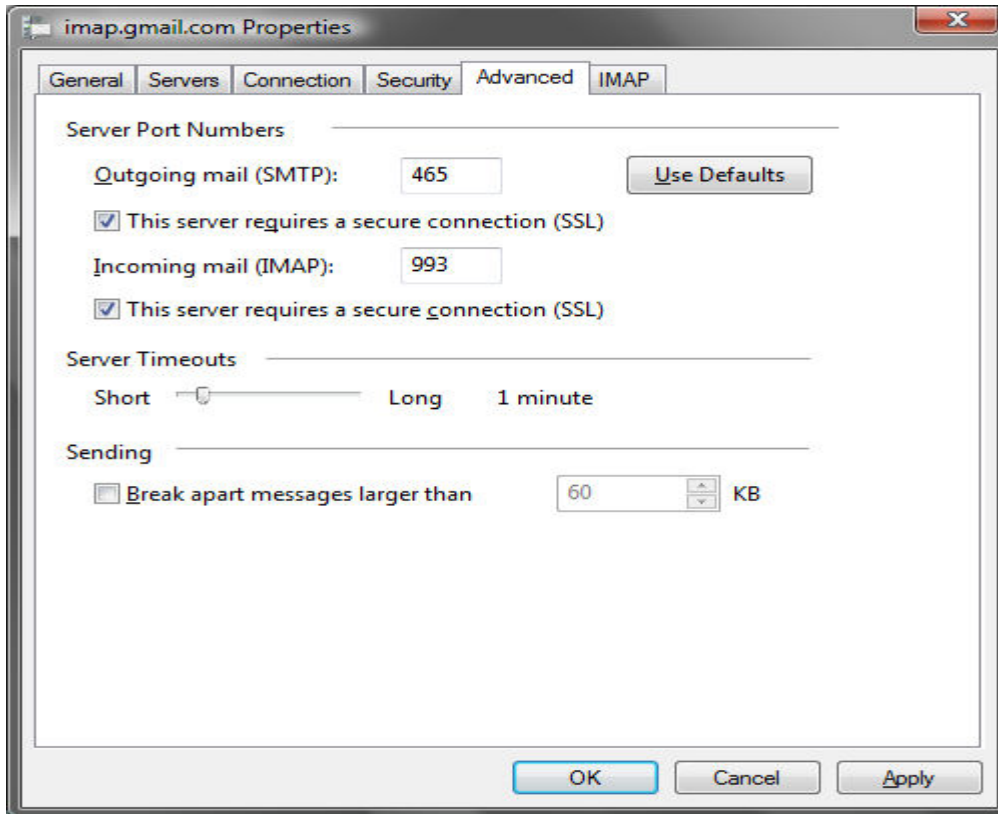 imap.gmail.com Properties
General Servers Connection Security Advanced IMAP
Server Port Numbers
Outgoing mail (SMTP): 465 Use Defaults
This server requires a secure connection (SSL)
Incoming mail (IMAP): 993
This server requires a secure connection (SSL)
Server Timeouts
Short Long 1 minute
Sending
Break apart messages larger than 60 KB
OK Cancel Apply